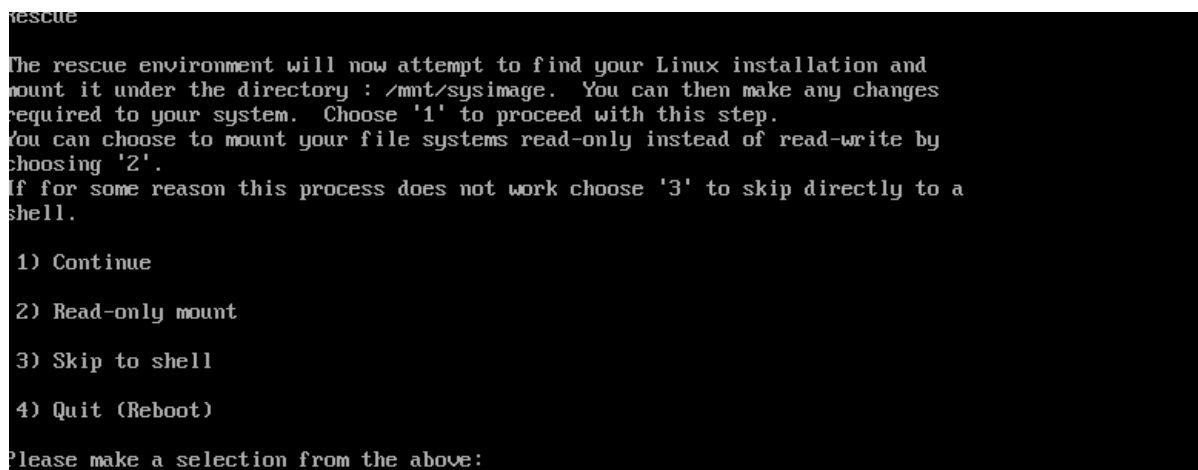 Rescue
The rescue environment will now attempt to find your Linux installation and
mount it under the directory : /mnt/sysimage.  You can then make any changes
required to your system.  Choose '1' to proceed with this step.
You can choose to mount your file systems read-only instead of read-write by
choosing '2'.
If for some reason this process does not work choose '3' to skip directly to a
shell.
1) Continue
2) Read-only mount
3) Skip to shell
4) Quit (Reboot)
Please make a selection from the above: